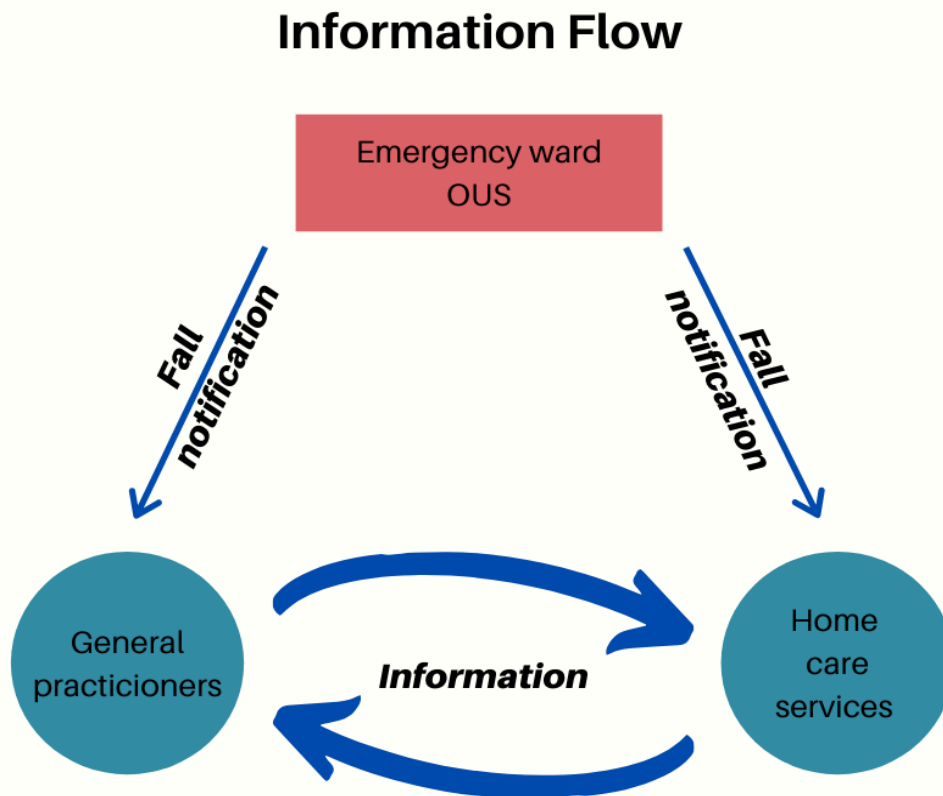 Information Flow
Emergency ward
OUS
Fall
notification
Fall
notification
General
practicioners
Information
Home
care
services